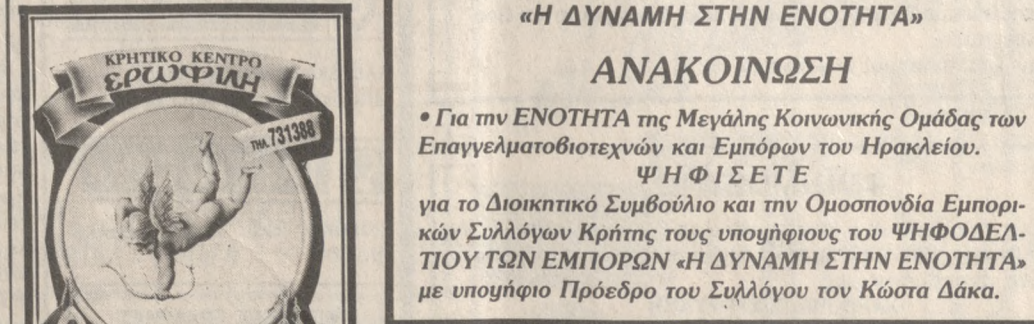 ΚΡΗΤΙΚΟ ΚΕΝΤΡΟ
ΕΡΩΦΙΛΗ
ΤΗΛ. 731388
«Η ΔΥΝΑΜΗ ΣΤΗΝ ΕΝΟΤΗΤΑ»
ΑΝΑΚΟΙΝΩΣΗ
• Για την ΕΝΟΤΗΤΑ της Μεγάλης Κοινωνικής Ομάδας των
Επαγγελματοβιοτεχνών και Εμπόρων του Ηρακλείου.
ΨΗΦΙΣΕΤΕ
για το Διοικητικό Συμβούλιο και την Ομοσπονδία Εμπορι-
κών Συλλόγων Κρήτης τους υποψήφιους του ΨΗΦΟΔΕΛ-
ΤΙΟΥ ΤΩΝ ΕΜΠΟΡΩΝ «Η ΔΥΝΑΜΗ ΣΤΗΝ ΕΝΟΤΗΤΑ»
με υποψήφιο Πρόεδρο του Συλλόγου τον Κώστα Δάκα.